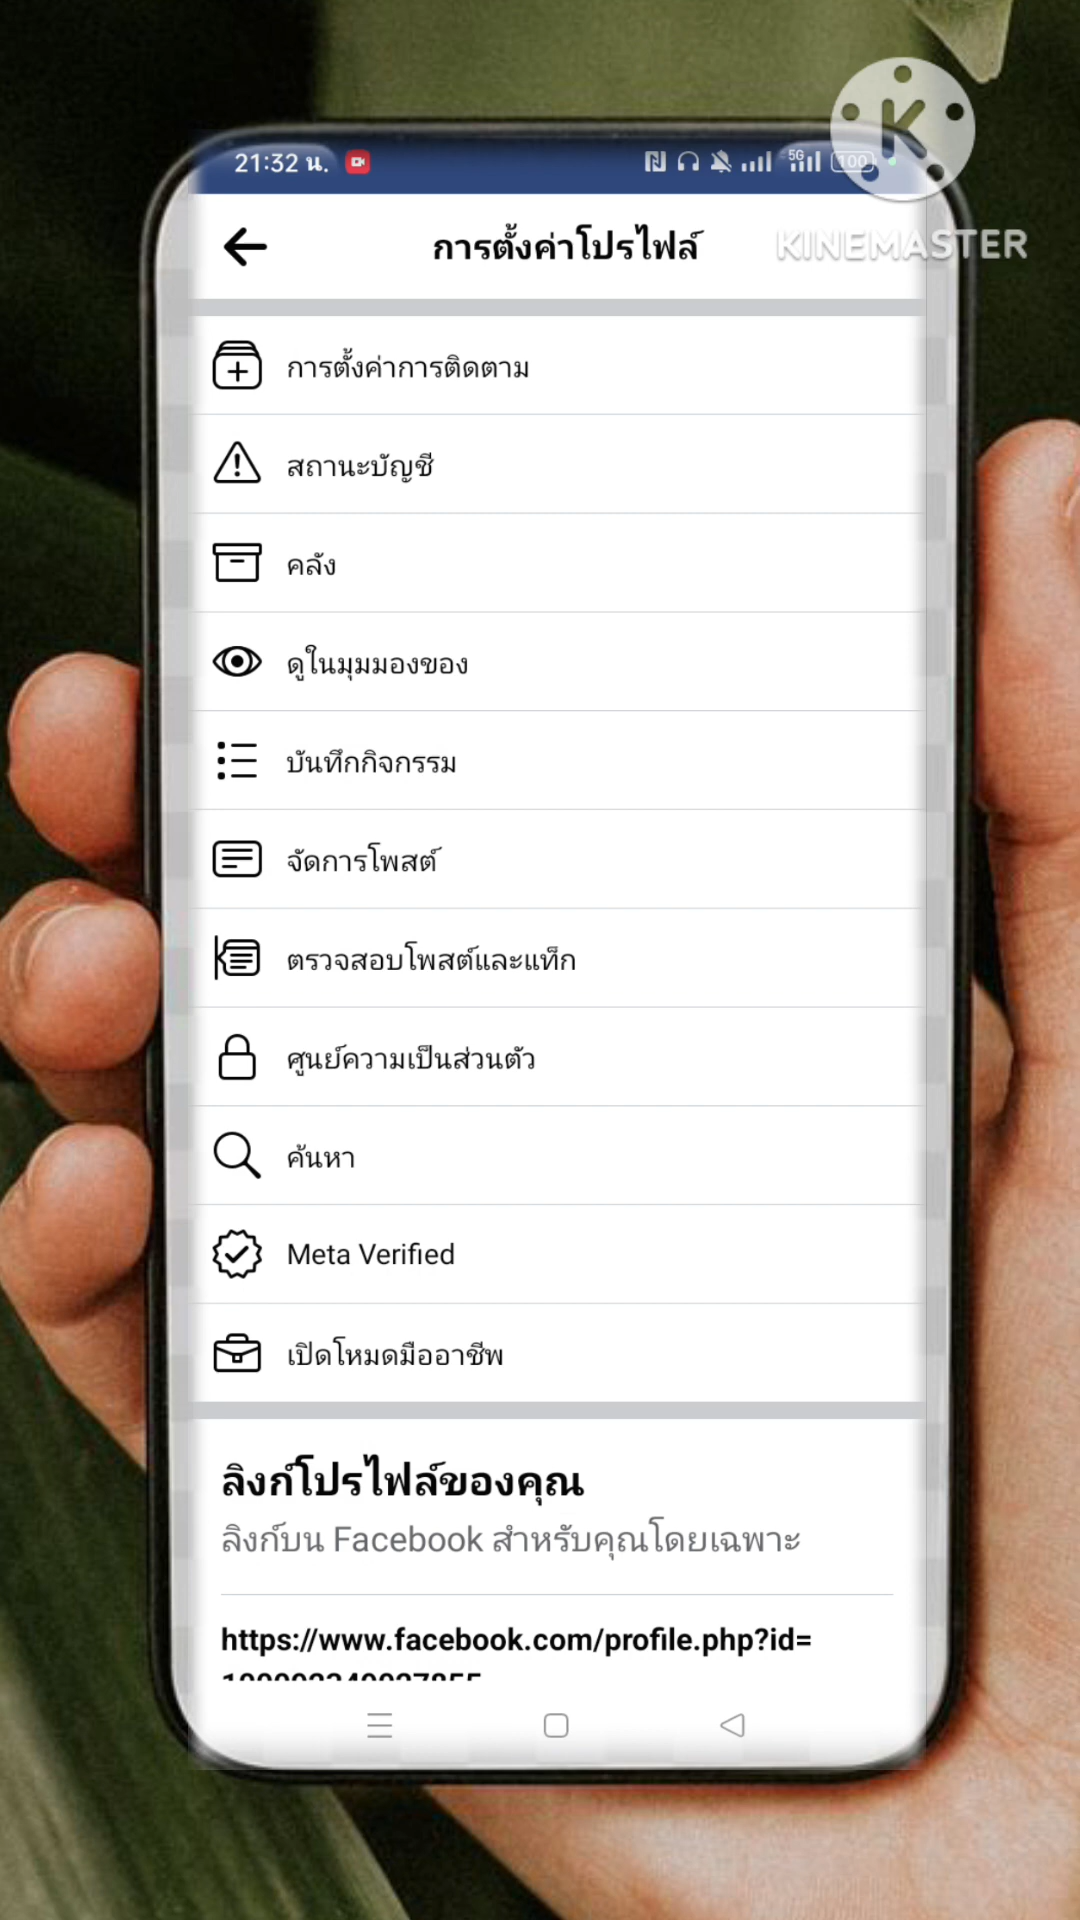 21:32 น.
5G
100
KINEMASTER
การตั้งค่าโปรไฟล์
การตั้งค่าการติดตาม
สถานะบัญชี
คลัง
ดูในมุมมองของ
บันทึกกิจกรรม
จัดการโพสต์
ตรวจสอบโพสต์และแท็ก
ศูนย์ความเป็นส่วนตัว
ค้นหา
Meta Verified
เปิดโหมดมืออาชีพ
ลิงก์โปรไฟล์ของคุณ
ลิงก์บน Facebook สำหรับคุณโดยเฉพาะ
https://www.facebook.com/profile.php?id=